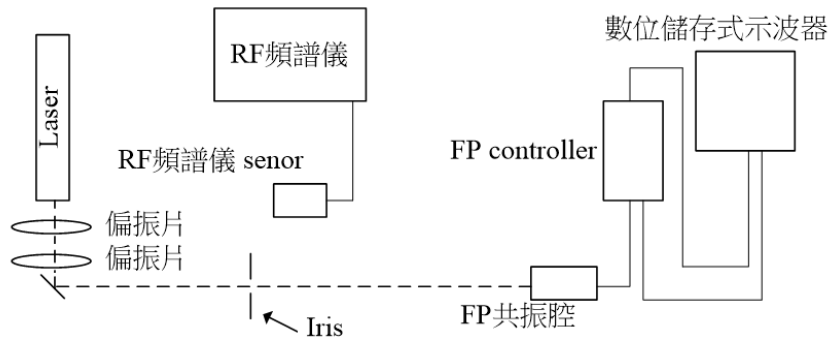 數位儲存式示波器
RF頻譜儀
Laser
FP controller
RF頻譜儀 senor
偏振片
偏振片
FP共振腔
Iris